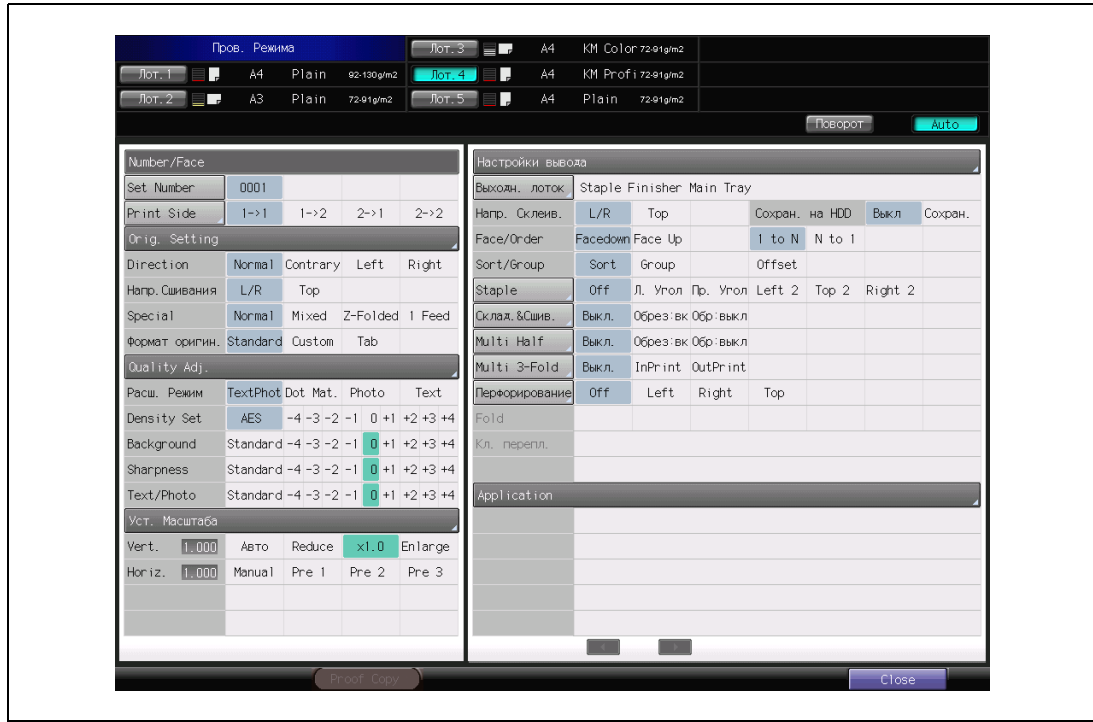 Пров. Режима
Лот.3 A4 KM Color 72-91g/m2
Лот.1 A4 Plain 92-130g/m2 Лот.4 A4 KM Profi 72-91g/m2
Лот.2 A3 Plain 72-91g/m2 Лот.5 A4 Plain 72-91g/m2
Поворот Auto
Number/Face
Set Number 0001
Print Side 1->1 1->2 2->1 2->2
Orig. Setting
Direction Normal Contrary Left Right
Напр.Сшивания L/R Top
Special Normal Mixed Z-Folded 1 Feed
Формат оригин. Standard Custom Tab
Quality Adj.
Расш. Режим TextPhot Dot Mat. Photo Text
Density Set AES -4 -3 -2 -1 0 +1 +2 +3 +4
Background Standard -4 -3 -2 -1 0 +1 +2 +3 +4
Sharpness Standard -4 -3 -2 -1 0 +1 +2 +3 +4
Text/Photo Standard -4 -3 -2 -1 0 +1 +2 +3 +4
Уст. Масштаба
Vert. 1.000 Авто Reduce x1.0 Enlarge
Horiz. 1.000 Manual Pre 1 Pre 2 Pre 3
Настройки вывода
Выходн. лоток Staple Finisher Main Tray
Напр. Склеив. L/R Top Сохран. на HDD Выкл Сохран.
Face/Order Facedown Face Up 1 to N N to 1
Sort/Group Sort Group Offset
Staple Off Л. Угол Пр. Угол Left 2 Top 2 Right 2
Склад.&Сшив. Выкл. Обрез:вк Обр:выкл
Multi Half Выкл. Обрез:вк Обр:выкл
Multi 3-Fold Выкл. InPrint OutPrint
Перфорирование Off Left Right Top
Fold
Кл. перепл.
Application
Proof Copy
Close